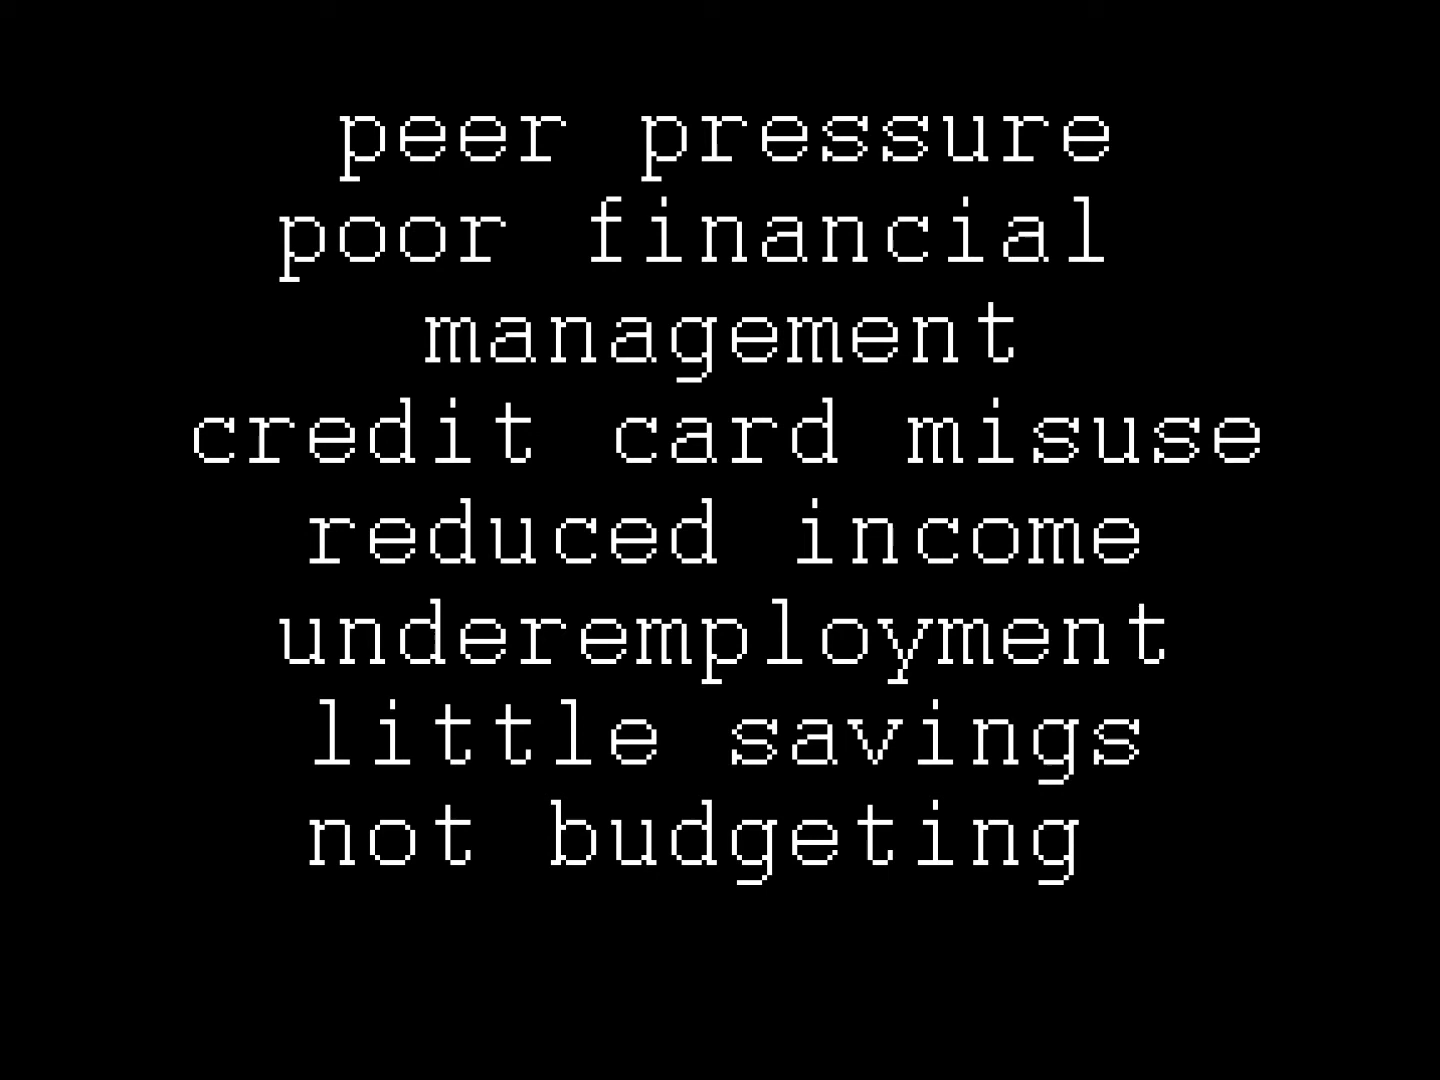 peer pressure
poor financial
management
credit card misuse
reduced income
underemployment
little savings
not budgeting